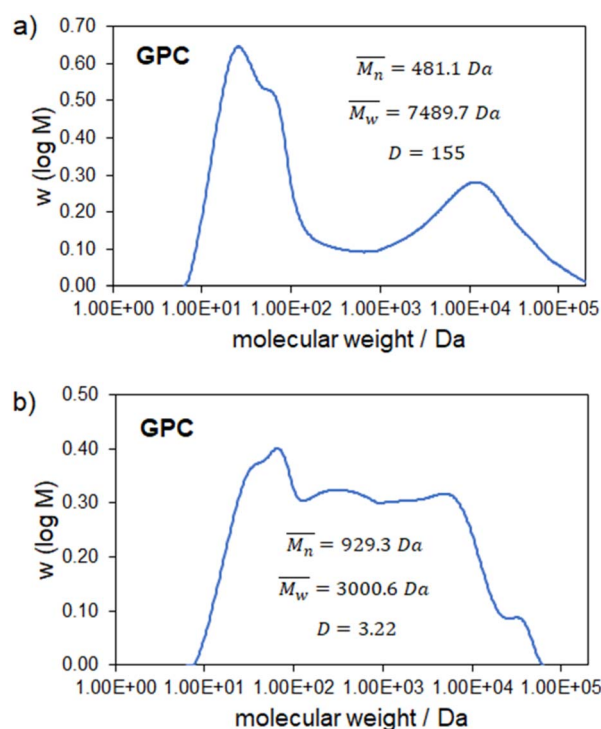 a)
0.70
0.60
0.50
0.40
0.30
0.20
0.10
0.00
w (log M)
GPC
Mn = 481.1 Da
Mw = 7489.7 Da
D = 155
1.00E+00 1.00E+01 1.00E+02 1.00E+03 1.00E+04 1.00E+05
molecular weight / Da
b)
0.50
0.40
0.30
0.20
0.10
0.00
w (log M)
GPC
Mn = 929.3 Da
Mw = 3000.6 Da
D = 3.22
1.00E+00 1.00E+01 1.00E+02 1.00E+03 1.00E+04 1.00E+05
molecular weight / Da